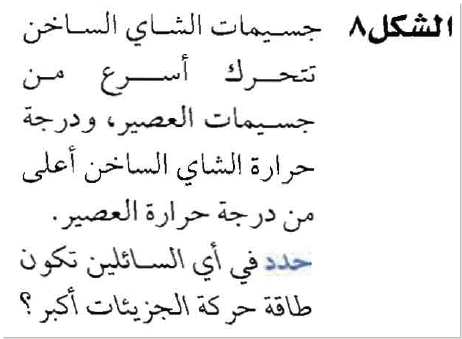 الشكل٨ جسيمات الشاي الساخن
تتحرك أسرع من
جسيمات العصير، ودرجة
حرارة الشاي الساخن أعلى
من درجة حرارة العصير.
حدد في أي السائلين تكون
طاقة حركة الجزيئات أكبر؟